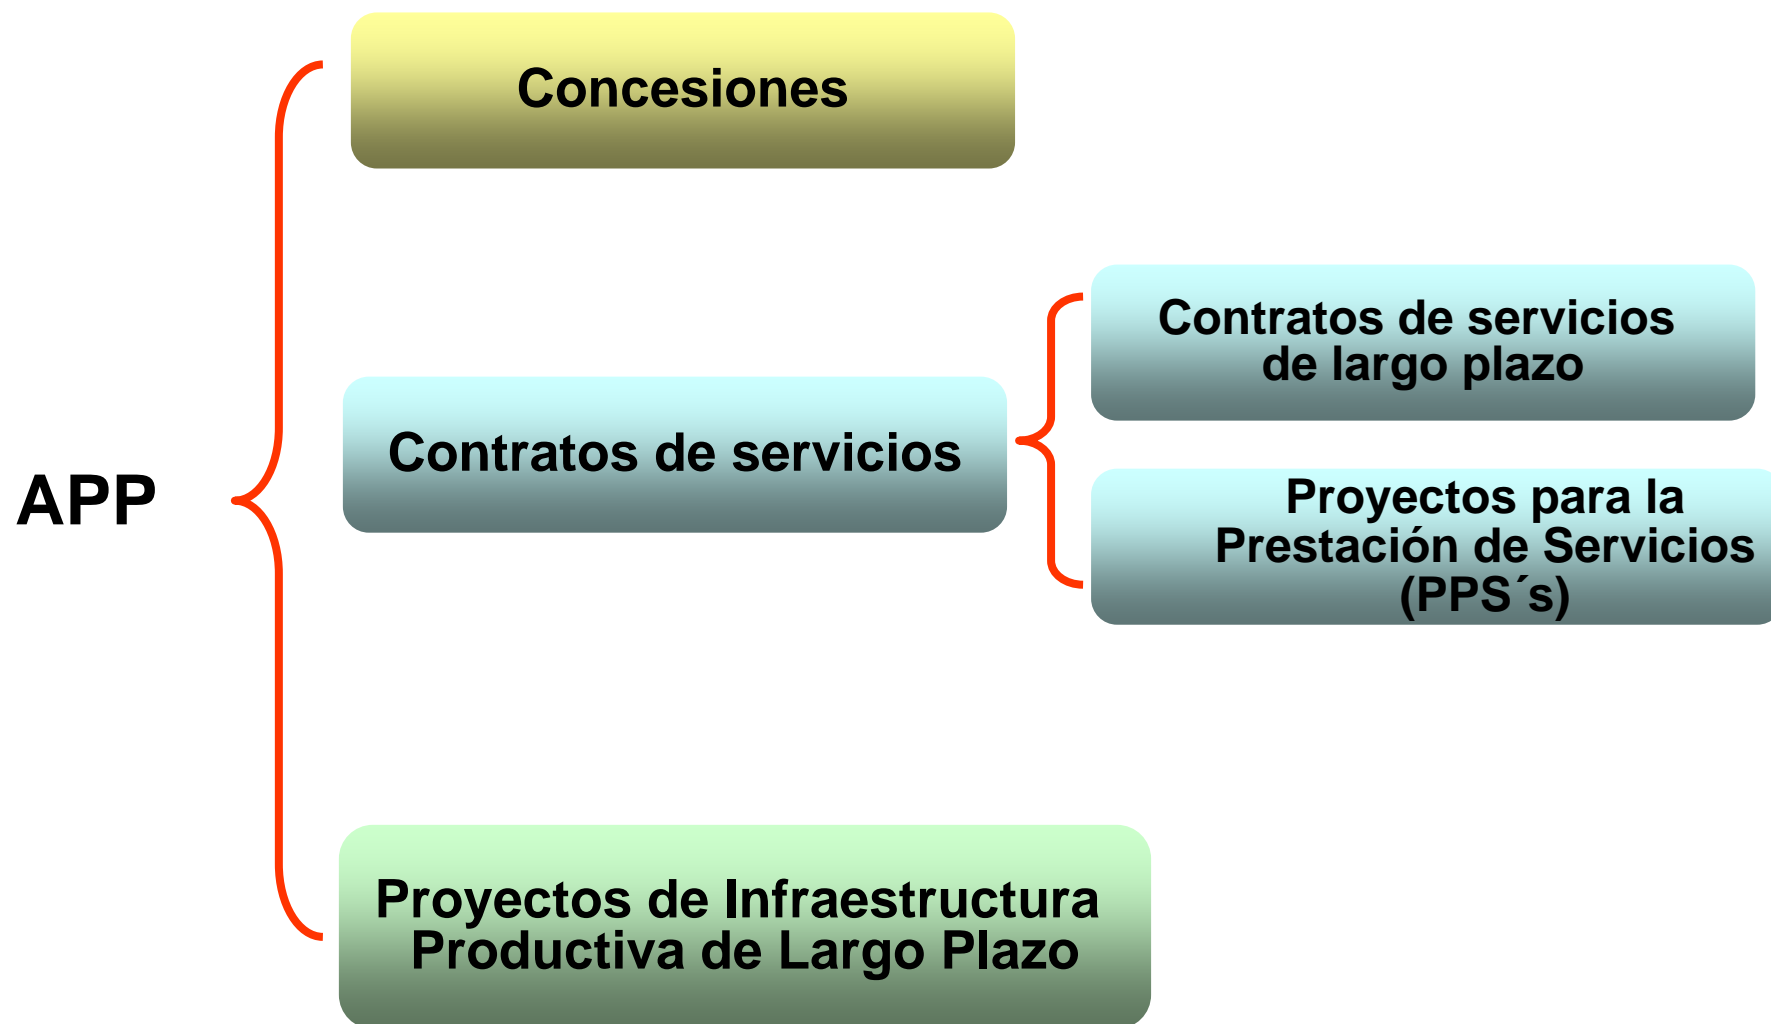 APP
Concesiones
Contratos de servicios
Contratos de servicios
de largo plazo
Proyectos para la
Prestación de Servicios
(PPS´s)
Proyectos de Infraestructura
Productiva de Largo Plazo